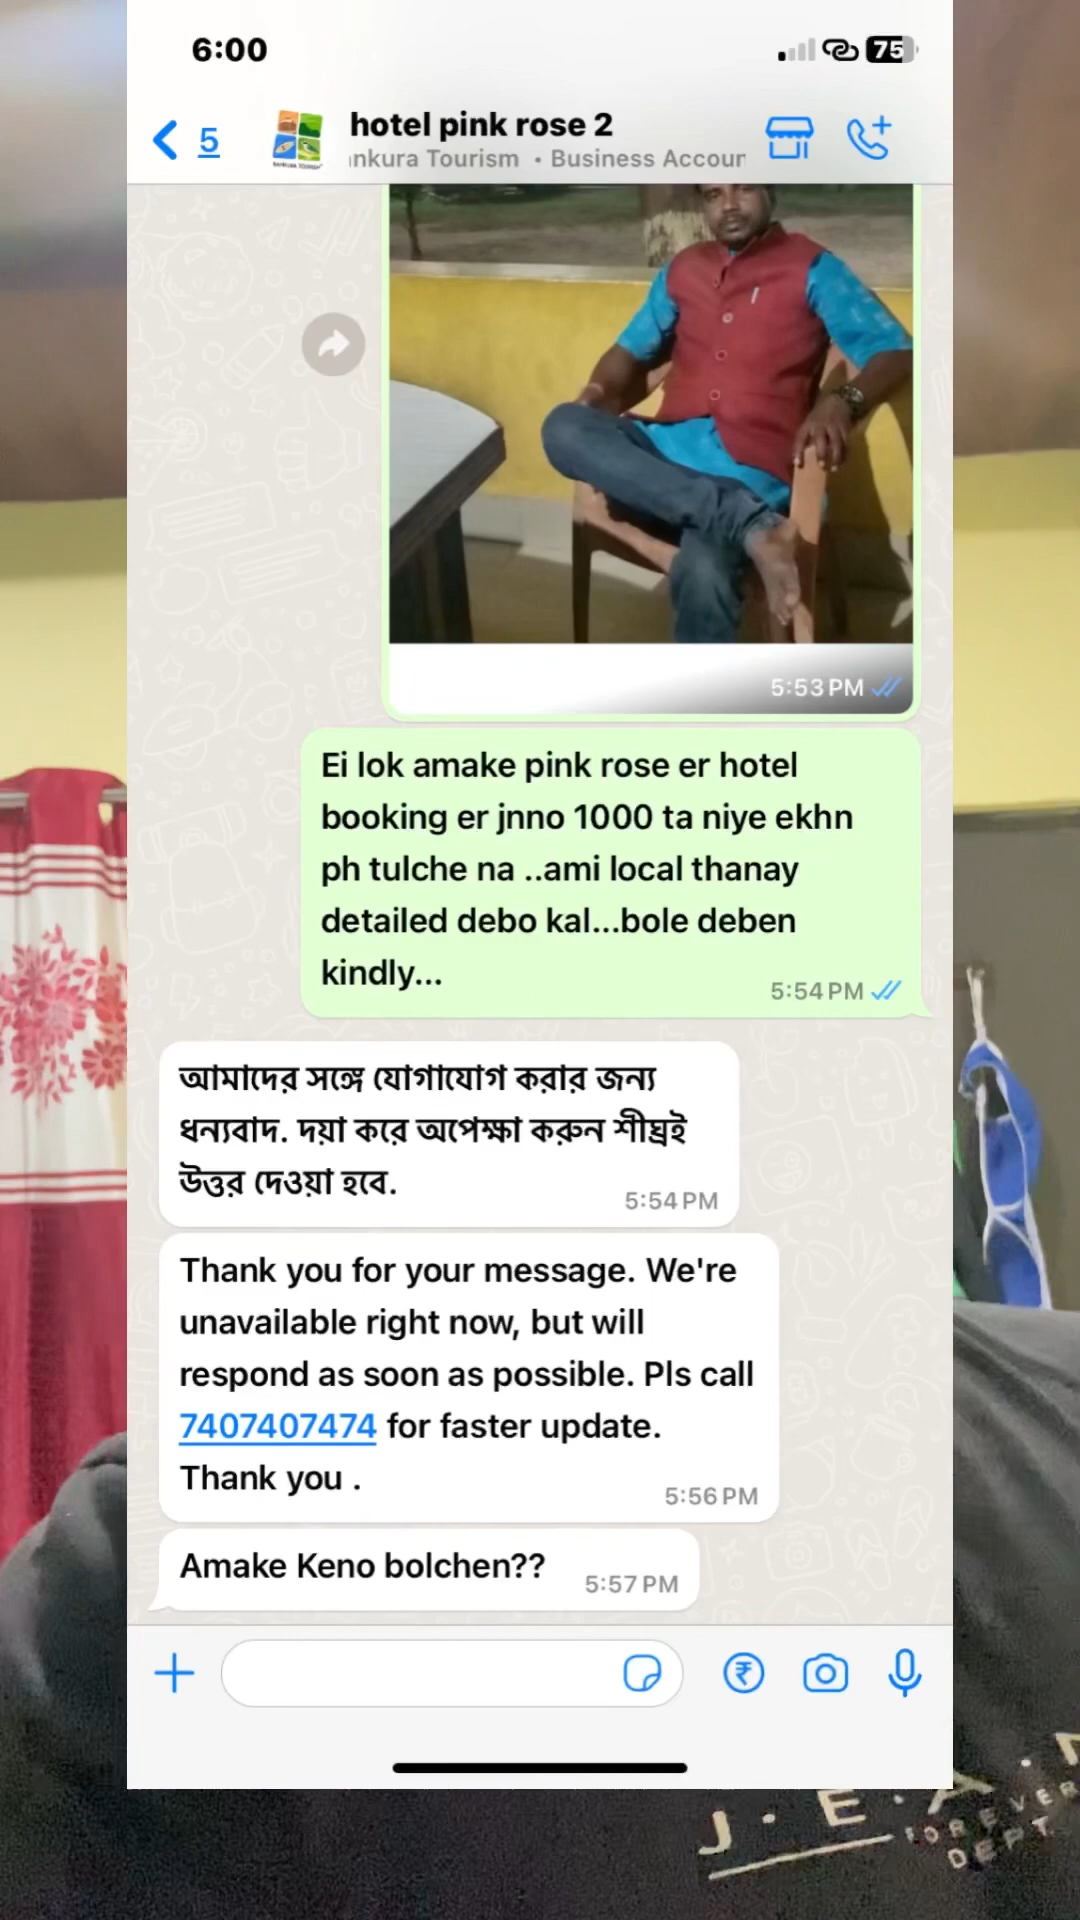 6:00
75
5
hotel pink rose 2
ankura Tourism • Business Accoun
5:53 PM
Ei lok amake pink rose er hotel
booking er jnno 1000 ta niye ekhn
ph tulche na ..ami local thanay
detailed debo kal...bole deben
kindly...
5:54 PM
আমাদের সঙ্গে যোগাযোগ করার জন্য
ধন্যবাদ. দয়া করে অপেক্ষা করুন শীঘ্রই
উত্তর দেওয়া হবে.
5:54 PM
Thank you for your message. We're
unavailable right now, but will
respond as soon as possible. Pls call
7407407474 for faster update.
Thank you .
5:56 PM
Amake Keno bolchen??
5:57 PM
FOREVER
DEPT.